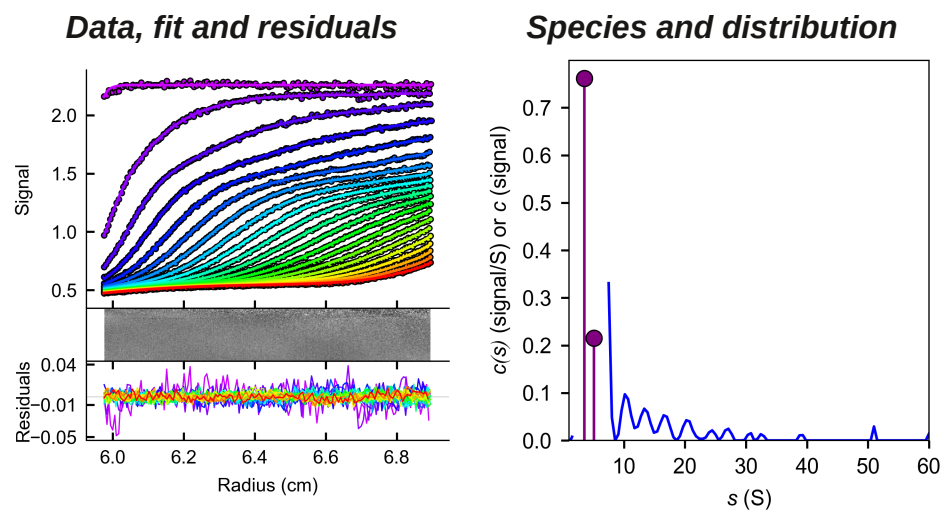 Data, fit and residuals
Signal
2.0
1.5
1.0
0.5
Residuals
0.04
−0.01
−0.05
6.0 6.2 6.4 6.6 6.8
Radius (cm)
Species and distribution
c(s) (signal/S) or c (signal)
0.7
0.6
0.5
0.4
0.3
0.2
0.1
0.0
10 20 30 40 50 60
s (S)